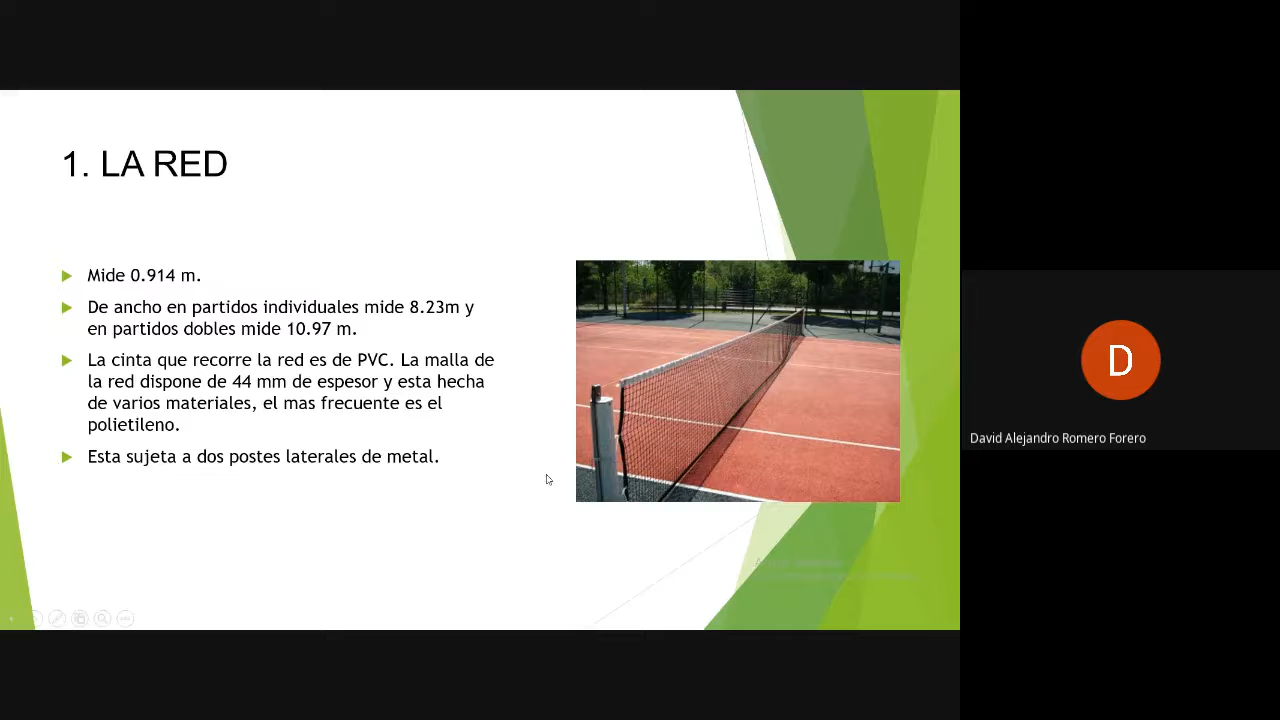 1. LA RED
Mide 0.914 m.
De ancho en partidos individuales mide 8.23m y
en partidos dobles mide 10.97 m.
La cinta que recorre la red es de PVC. La malla de
la red dispone de 44 mm de espesor y esta hecha
de varios materiales, el mas frecuente es el
polietileno.
Esta sujeta a dos postes laterales de metal.
D
David Alejandro Romero Forero